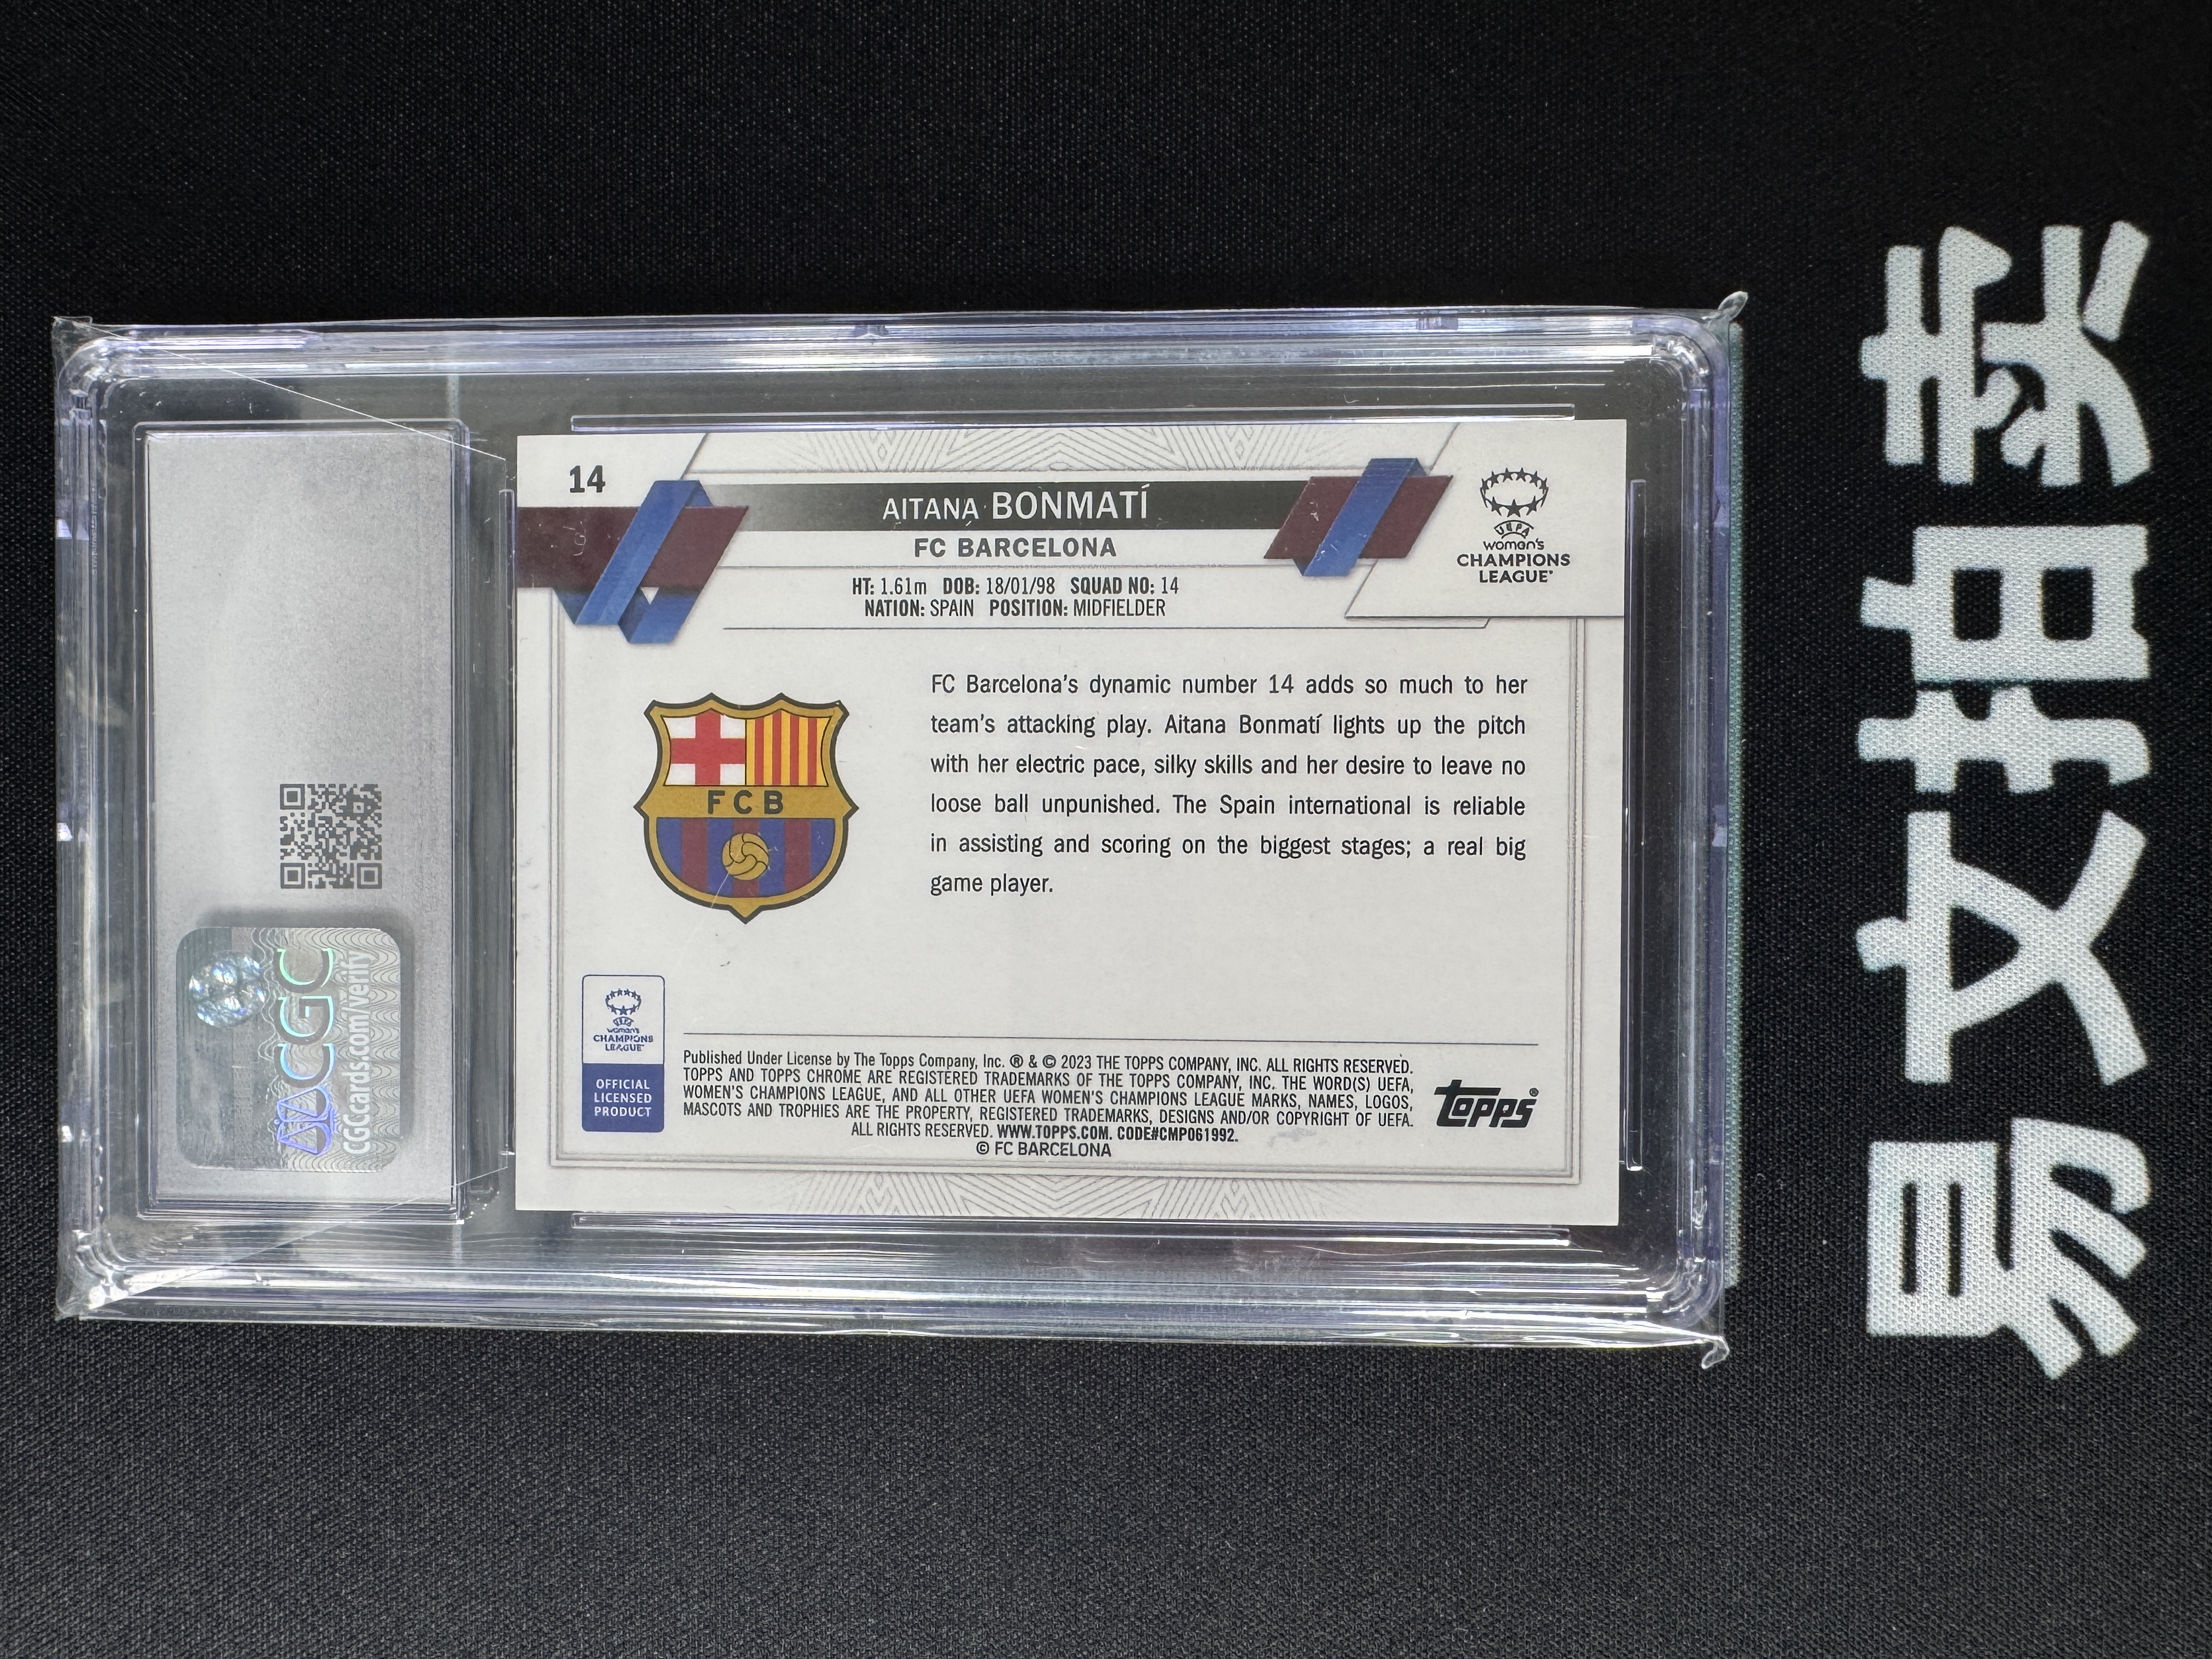 CGC
CGCcards.com/verify
14
AITANA BONMATÍ
FC BARCELONA
HT: 1.61m DOB: 18/01/98 SQUAD NO: 14
NATION: SPAIN POSITION: MIDFIELDER
UEFA
women's
CHAMPIONS
LEAGUE™
FCB
FC Barcelona's dynamic number 14 adds so much to her
team's attacking play. Aitana Bonmatí lights up the pitch
with her electric pace, silky skills and her desire to leave no
loose ball unpunished. The Spain international is reliable
in assisting and scoring on the biggest stages; a real big
game player.
UEFA
women's
CHAMPIONS
LEAGUE™
OFFICIAL
LICENSED
PRODUCT
Published Under License by The Topps Company, Inc. ® & © 2023 THE TOPPS COMPANY, INC. ALL RIGHTS RESERVED.
TOPPS AND TOPPS CHROME ARE REGISTERED TRADEMARKS OF THE TOPPS COMPANY, INC. THE WORD(S) UEFA,
WOMEN'S CHAMPIONS LEAGUE, AND ALL OTHER UEFA WOMEN'S CHAMPIONS LEAGUE MARKS, NAMES, LOGOS,
MASCOTS AND TROPHIES ARE THE PROPERTY, REGISTERED TRADEMARKS, DESIGNS AND/OR COPYRIGHT OF UEFA.
ALL RIGHTS RESERVED. WWW.TOPPS.COM. CODE#CMP061992.
© FC BARCELONA
topps®
易文拍卖